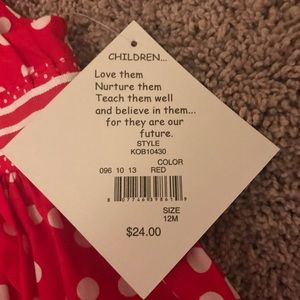 CHILDREN...
Love them
Nurture them
Teach them well
and believe in them...
for they are our
future.
STYLE
KOB10430
COLOR
096 10 13 RED
SIZE
12M
$24.00